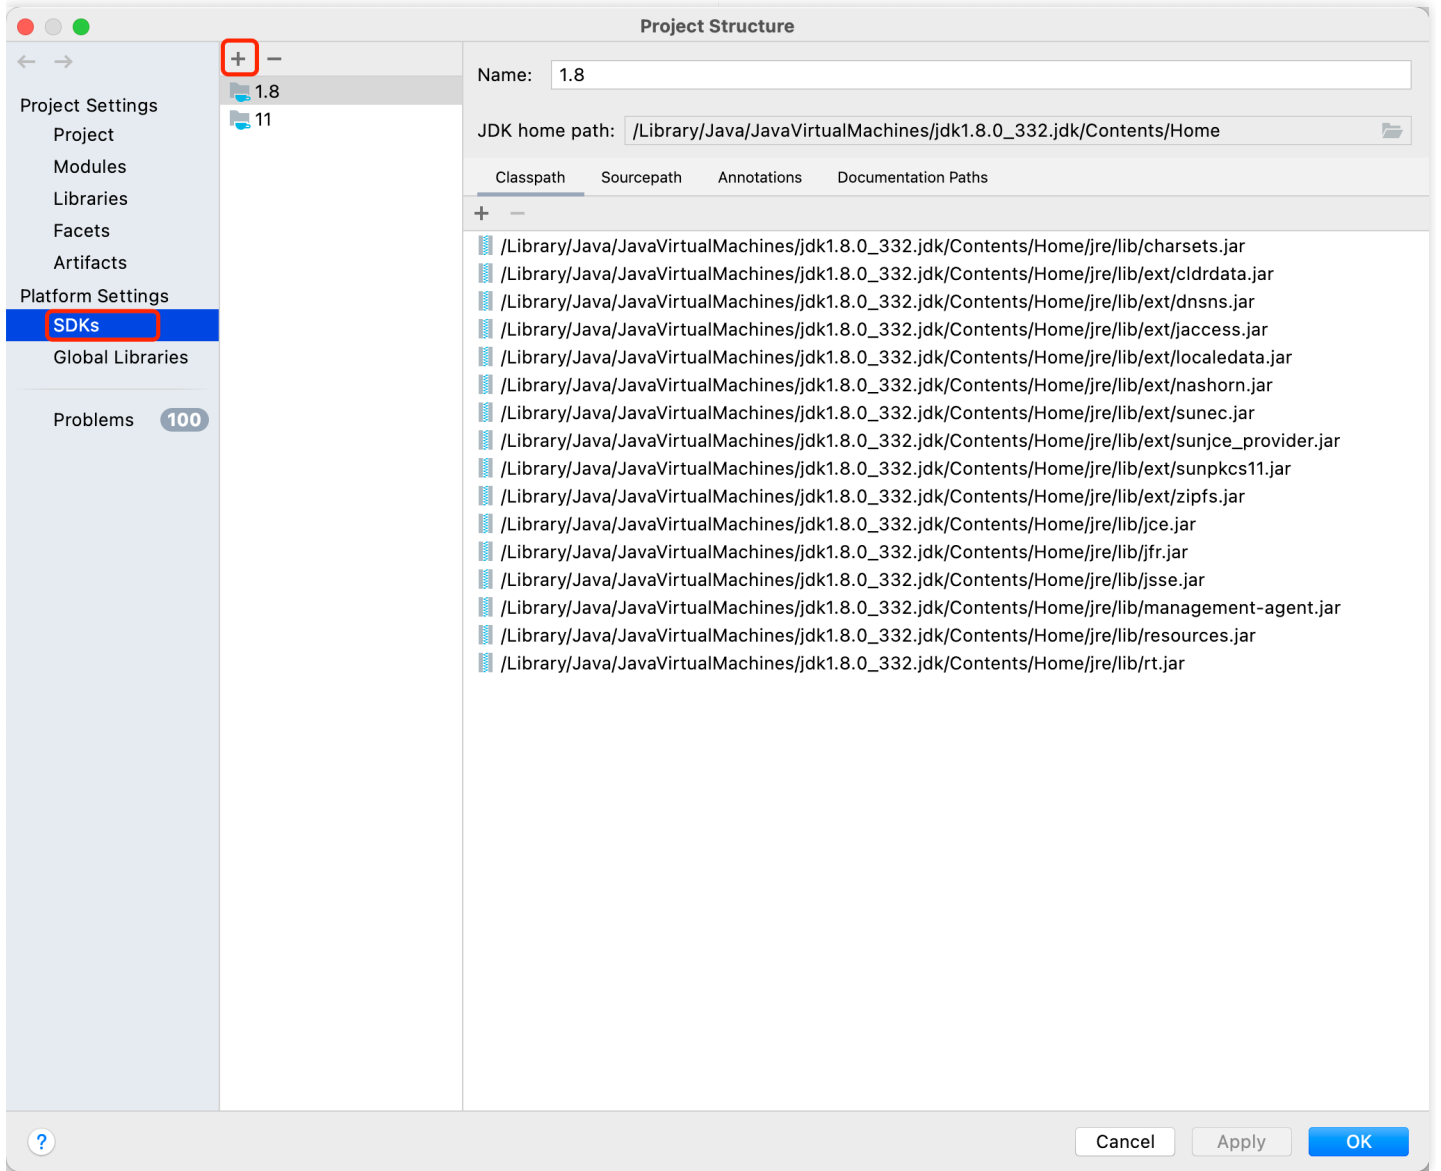 Project Structure
Project Settings
Project
Modules
Libraries
Facets
Artifacts
Platform Settings
SDKs
Global Libraries
Problems 100
1.8
11
Name: 1.8
JDK home path: /Library/Java/JavaVirtualMachines/jdk1.8.0_332.jdk/Contents/Home
Classpath Sourcepath Annotations Documentation Paths
/Library/Java/JavaVirtualMachines/jdk1.8.0_332.jdk/Contents/Home/jre/lib/charsets.jar
/Library/Java/JavaVirtualMachines/jdk1.8.0_332.jdk/Contents/Home/jre/lib/ext/cldrdata.jar
/Library/Java/JavaVirtualMachines/jdk1.8.0_332.jdk/Contents/Home/jre/lib/ext/dnsns.jar
/Library/Java/JavaVirtualMachines/jdk1.8.0_332.jdk/Contents/Home/jre/lib/ext/jaccess.jar
/Library/Java/JavaVirtualMachines/jdk1.8.0_332.jdk/Contents/Home/jre/lib/ext/localedata.jar
/Library/Java/JavaVirtualMachines/jdk1.8.0_332.jdk/Contents/Home/jre/lib/ext/nashorn.jar
/Library/Java/JavaVirtualMachines/jdk1.8.0_332.jdk/Contents/Home/jre/lib/ext/sunec.jar
/Library/Java/JavaVirtualMachines/jdk1.8.0_332.jdk/Contents/Home/jre/lib/ext/sunjce_provider.jar
/Library/Java/JavaVirtualMachines/jdk1.8.0_332.jdk/Contents/Home/jre/lib/ext/sunpkcs11.jar
/Library/Java/JavaVirtualMachines/jdk1.8.0_332.jdk/Contents/Home/jre/lib/ext/zipfs.jar
/Library/Java/JavaVirtualMachines/jdk1.8.0_332.jdk/Contents/Home/jre/lib/jce.jar
/Library/Java/JavaVirtualMachines/jdk1.8.0_332.jdk/Contents/Home/jre/lib/jfr.jar
/Library/Java/JavaVirtualMachines/jdk1.8.0_332.jdk/Contents/Home/jre/lib/jsse.jar
/Library/Java/JavaVirtualMachines/jdk1.8.0_332.jdk/Contents/Home/jre/lib/management-agent.jar
/Library/Java/JavaVirtualMachines/jdk1.8.0_332.jdk/Contents/Home/jre/lib/resources.jar
/Library/Java/JavaVirtualMachines/jdk1.8.0_332.jdk/Contents/Home/jre/lib/rt.jar
? Cancel Apply OK